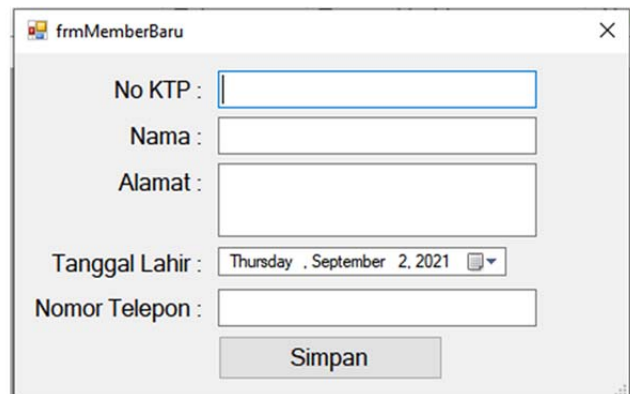 frmMemberBaru
No KTP :
Nama :
Alamat :
Tanggal Lahir : Thursday , September 2, 2021
Nomor Telepon :
Simpan